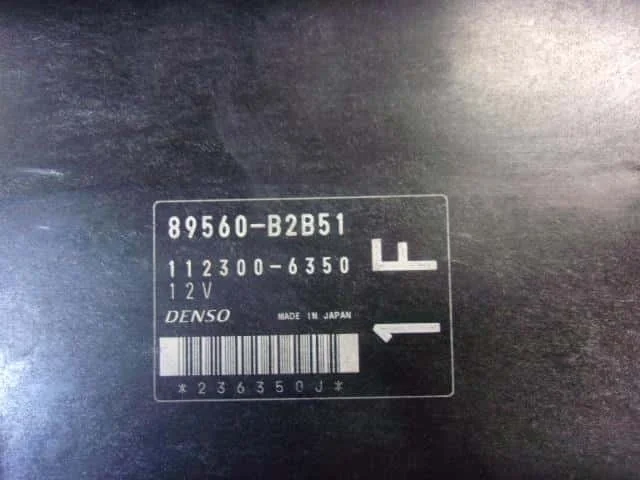 89560-B2B51
112300-6350
12V
DENSO MADE IN JAPAN
*236350J*
1F